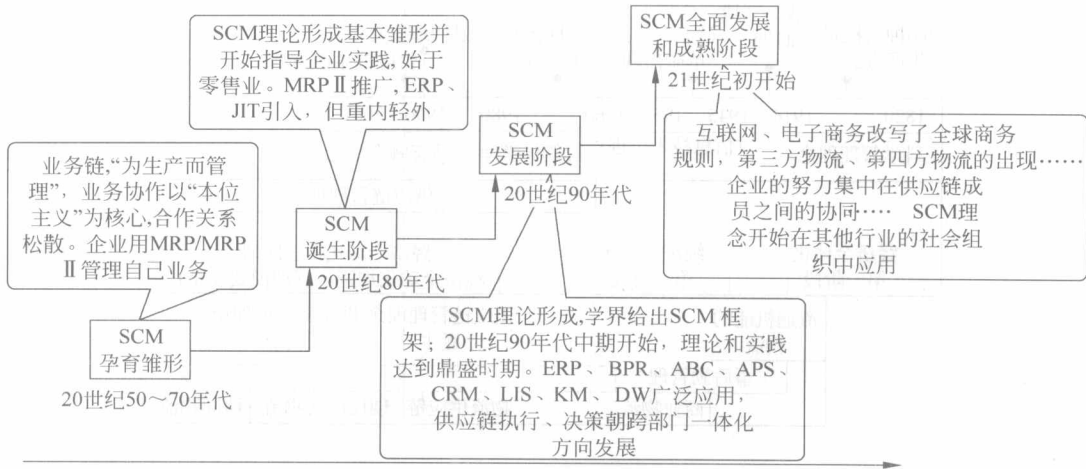 业务链,“为生产而管
理”, 业务协作以“本位
主义”为核心,合作关系
松散。企业用MRP/MRP
Ⅱ管理自己业务
SCM
孕育雏形
20世纪50～70年代
SCM理论形成基本雏形并
开始指导企业实践,始于
零售业。MRPⅡ推广,ERP、
JIT引入，但重内轻外
SCM
诞生阶段
20世纪80年代
SCM
发展阶段
20世纪90年代
SCM理论形成,学界给出SCM框
架；20世纪90年代中期开始，理论和实践
达到鼎盛时期。ERP、BPR、ABC、APS、
CRM、LIS、KM、DW广泛应用，
供应链执行、决策朝跨部门一体化
方向发展
SCM全面发展
和成熟阶段
21世纪初开始
互联网、电子商务改写了全球商务
规则，第三方物流、第四方物流的出现……
企业的努力集中在供应链成
员之间的协同…… SCM理
念开始在其他行业的社会组
织中应用